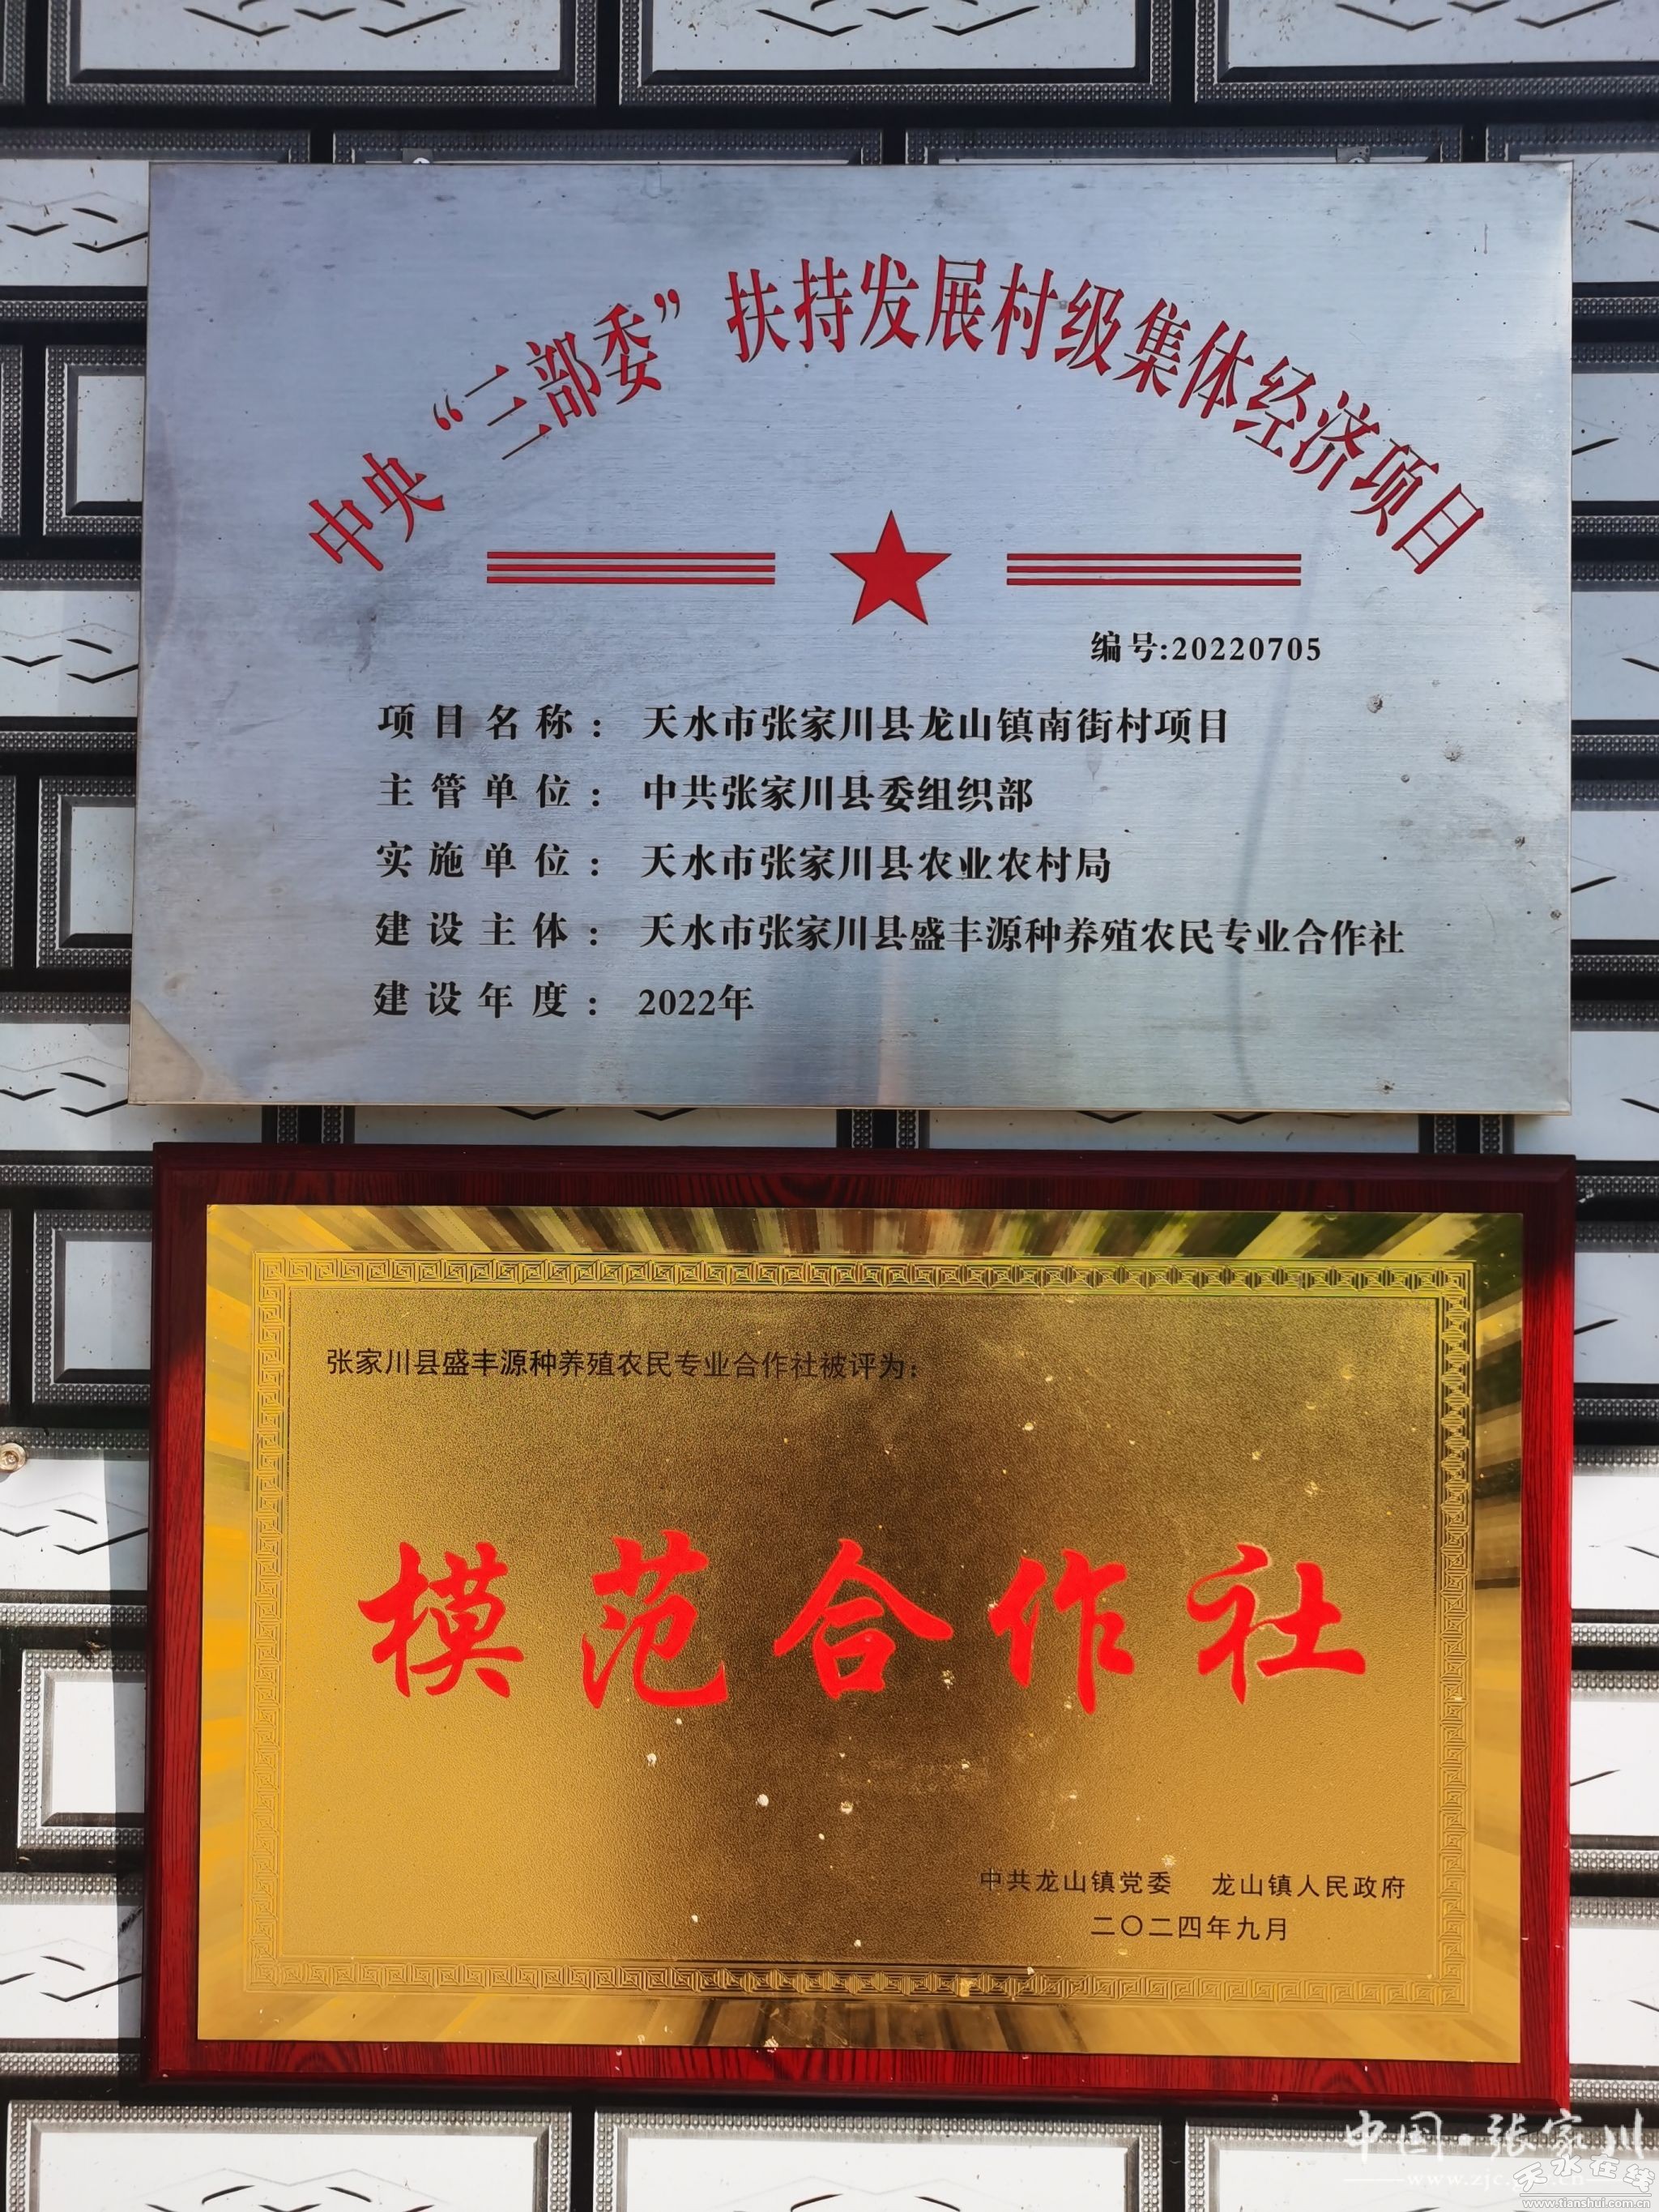 中央“三部委”扶持发展村级集体经济项目
编号:20220705
项目名称：天水市张家川县龙山镇南街村项目
主管单位：中共张家川县委组织部
实施单位：天水市张家川县农业农村局
建设主体：天水市张家川县盛丰源种养殖农民专业合作社
建设年度：2022年
张家川县盛丰源种养殖农民专业合作社被评为：
模范合作社
中共龙山镇党委 龙山镇人民政府
二〇二四年九月
中国·张家川
天水在线
www.tianshui.com.cn